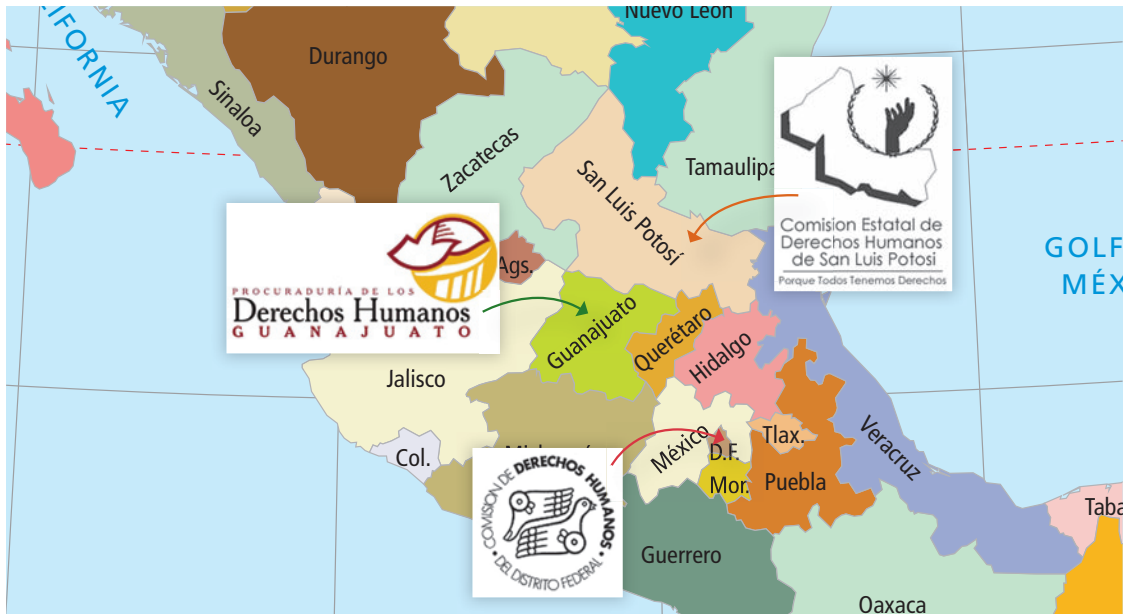 IFORNIA
Nuevo León
Durango
Sinaloa
Zacatecas
San Luis Potosí
Tamaulipa
Comision Estatal de
Derechos Humanos
de San Luis Potosi
Porque Todos Tenemos Derechos
GOLF
MÉX
PROCURADURÍA DE LOS
Derechos Humanos
GUANAJUATO
Ags.
Guanajuato
Querétaro
Hidalgo
Jalisco
Col.
México
D.F.
Mor.
Tlax.
Puebla
Veracruz
COMISION DE DERECHOS HUMANOS
• DEL DISTRITO FEDERAL •
Guerrero
Taba
Oaxaca